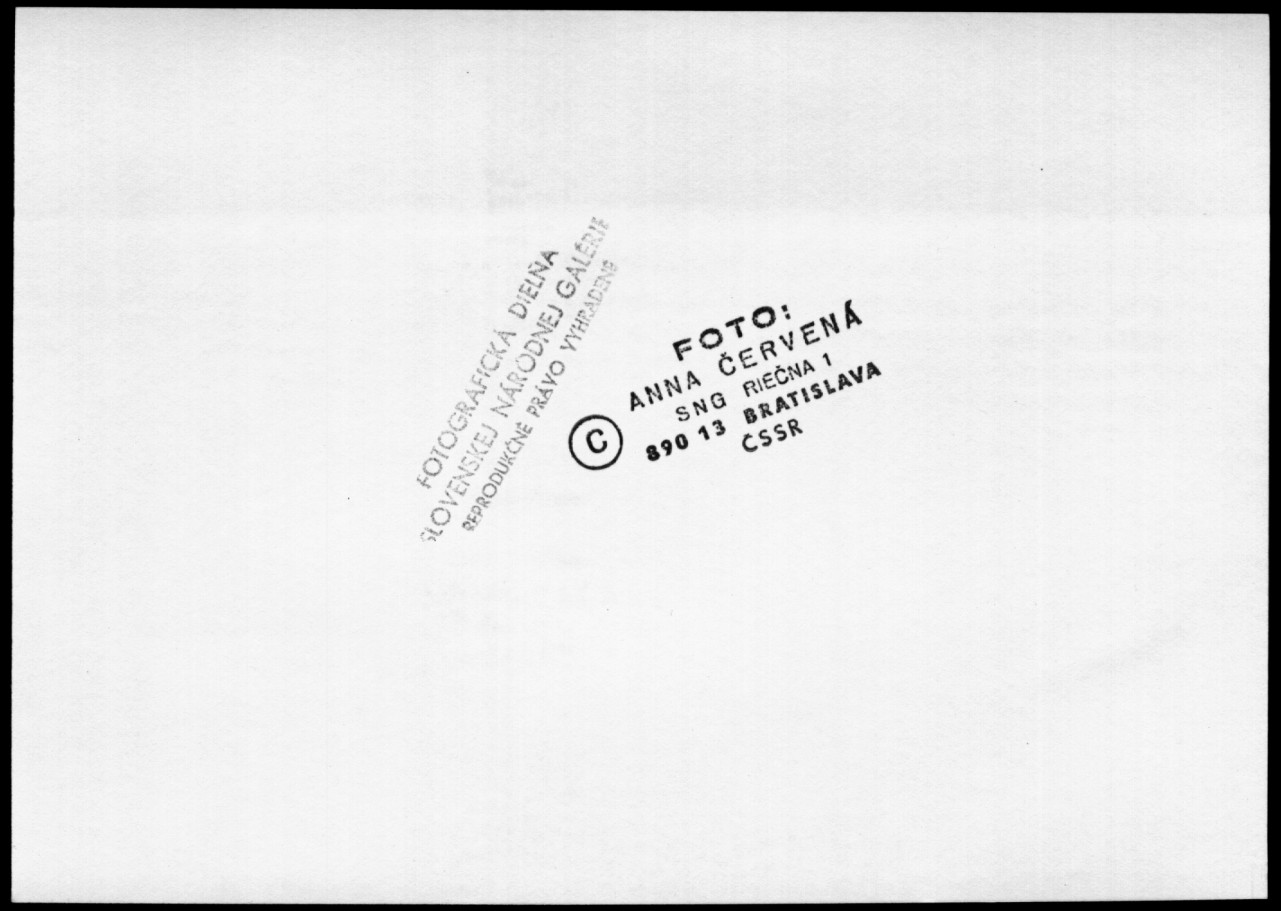 FOTOGRAFICKÁ DIELŇA
SLOVENSKEJ NÁRODNEJ GALÉRIE
REPRODUKČNÉ PRÁVO VYHRADENÉ
FOTO:
ANNA ČERVENÁ
SNG RIEČNA 1
© 890 13 BRATISLAVA
ČSSR